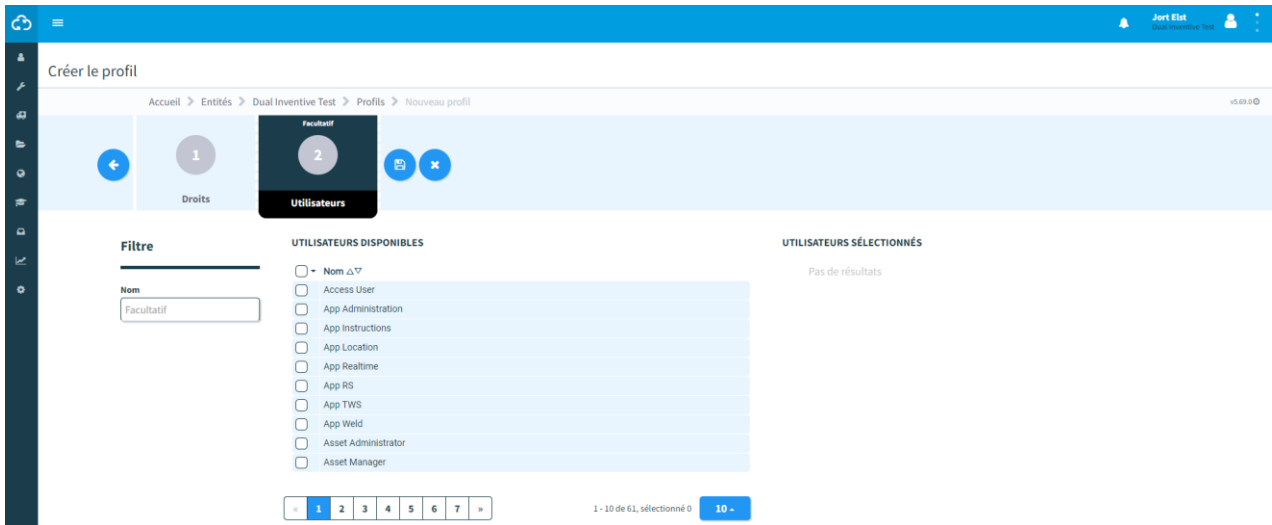 Jort Elst
Dual Inventive Test
Créer le profil
Accueil > Entités > Dual Inventive Test > Profils > Nouveau profil
v5.69.0
1
Droits
Facultatif
2
Utilisateurs
Filtre
Nom
Facultatif
UTILISATEURS DISPONIBLES
Nom
Access User
App Administration
App Instructions
App Location
App Realtime
App RS
App TWS
App Weld
Asset Administrator
Asset Manager
« 1 2 3 4 5 6 7 »
1 - 10 de 61, sélectionné 0
10
UTILISATEURS SÉLECTIONNÉS
Pas de résultats